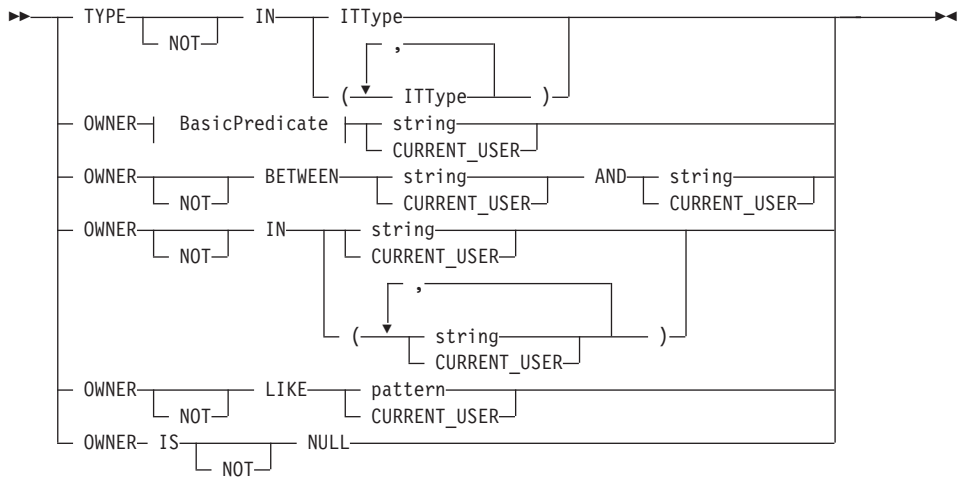 TYPE IN ITType
NOT ,
( ITType )
OWNER BasicPredicate string
CURRENT_USER
OWNER BETWEEN string AND string
NOT CURRENT_USER CURRENT_USER
OWNER IN string
NOT CURRENT_USER
,
( string )
CURRENT_USER
OWNER LIKE pattern
NOT CURRENT_USER
OWNER IS NULL
NOT